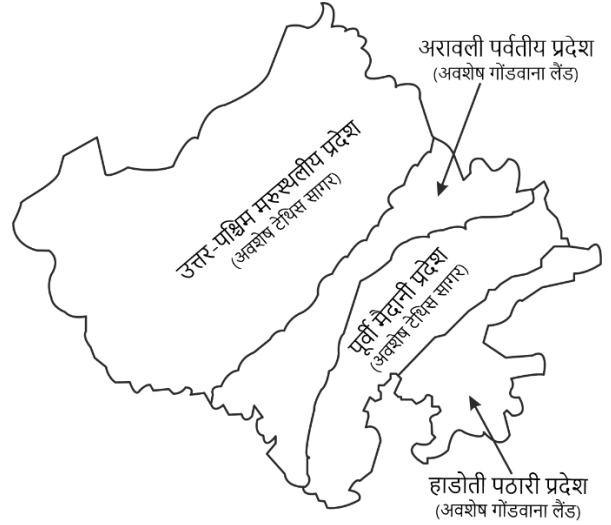 अरावली पर्वतीय प्रदेश
(अवशेष गोंडवाना लैंड)
उत्तर-पश्चिम मरुस्थलीय प्रदेश
(अवशेष टेथिस सागर)
पूर्वी मैदानी प्रदेश
(अवशेष टेथिस सागर)
हाडोती पठारी प्रदेश
(अवशेष गोंडवाना लैंड)